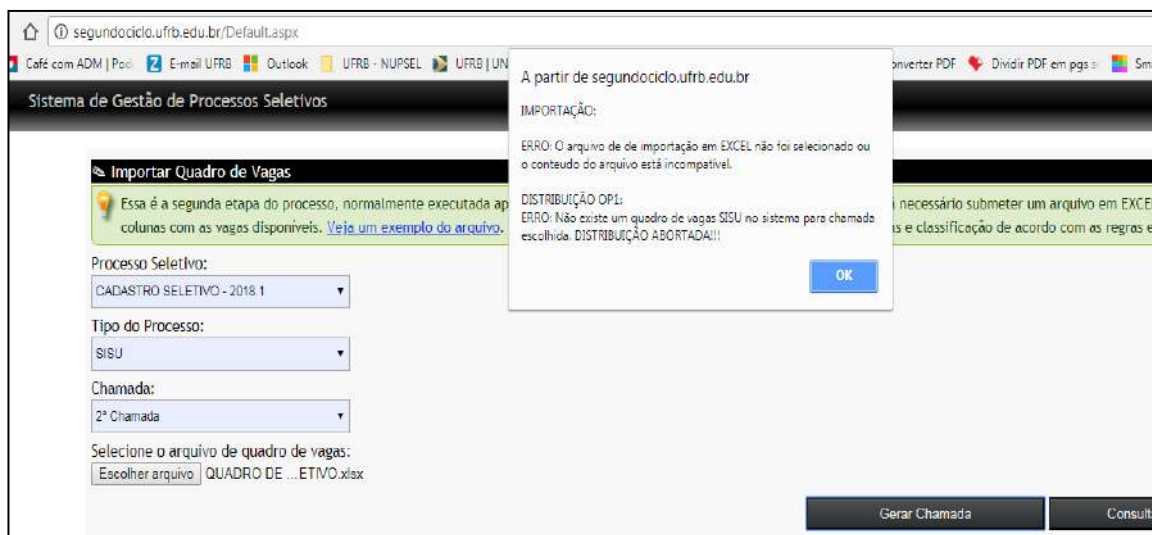 segundociclo.ufrb.edu.br/Default.aspx
Café com ADM | Pod E-mail UFRB Outlook UFRB - NUPSEL UFRB | UN onverter PDF Dividir PDF em pgs s Sm
Sistema de Gestão de Processos Seletivos
A partir de segundociclo.ufrb.edu.br
IMPORTAÇÃO:
ERRO: O arquivo de de importação em EXCEL não foi selecionado ou
o conteudo do arquivo está incompatível.
DISTRIBUIÇÃO OP1:
ERRO: Não existe um quadro de vagas SISU no sistema para chamada
escolhida. DISTRIBUIÇÃO ABORTADA!!!
OK
Importar Quadro de Vagas
Essa é a segunda etapa do processo, normalmente executada ap necessário submeter um arquivo em EXCE
colunas com as vagas disponíveis. Veja um exemplo do arquivo. s e classificação de acordo com as regras e
Processo Seletivo:
CADASTRO SELETIVO - 2018.1
Tipo do Processo:
SISU
Chamada:
2ª Chamada
Selecione o arquivo de quadro de vagas:
Escolher arquivo QUADRO DE ...ETIVO.xlsx
Gerar Chamada Consult